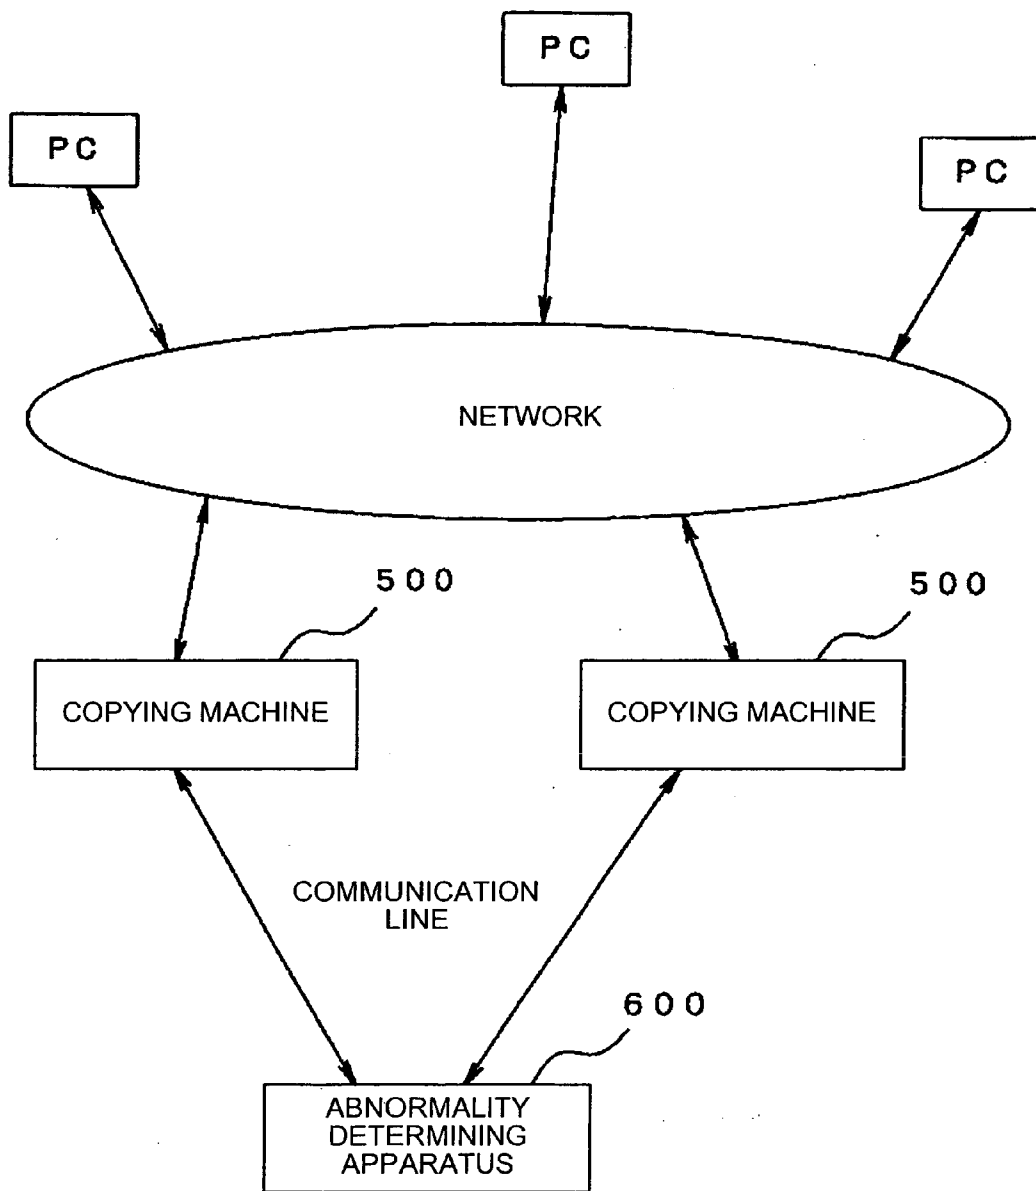 PC
PC
PC
NETWORK
500
500
COPYING MACHINE
COPYING MACHINE
COMMUNICATION
LINE
600
ABNORMALITY
DETERMINING
APPARATUS